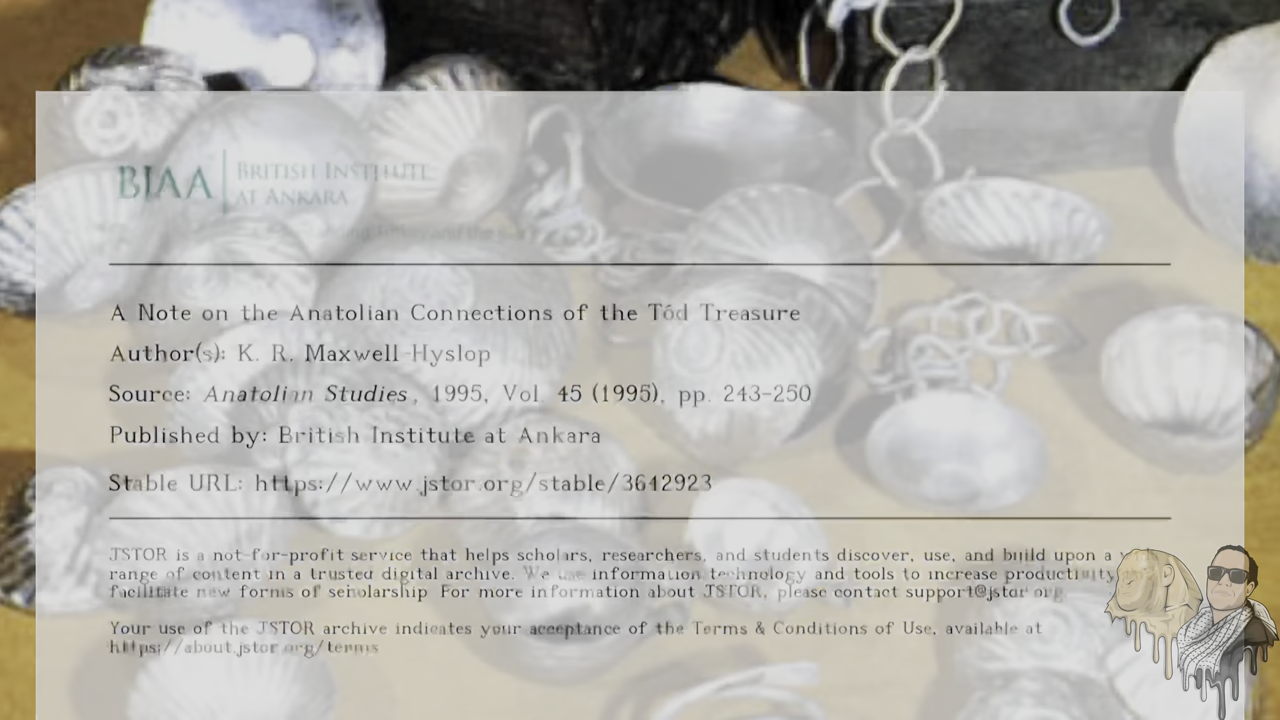 BIAA BRITISH INSTITUTE
AT ANKARA
A Note on the Anatolian Connections of the Tôd Treasure
Author(s): K. R. Maxwell-Hyslop
Source: Anatolian Studies, 1995, Vol. 45 (1995), pp. 243-250
Published by: British Institute at Ankara
Stable URL: https://www.jstor.org/stable/3642923
JSTOR is a not-for-profit service that helps scholars, researchers, and students discover, use, and build upon a
range of content in a trusted digital archive. We use information technology and tools to increase productivity
facilitate new forms of scholarship. For more information about JSTOR, please contact support@jstor.org.
Your use of the JSTOR archive indicates your acceptance of the Terms & Conditions of Use, available at
https://about.jstor.org/terms